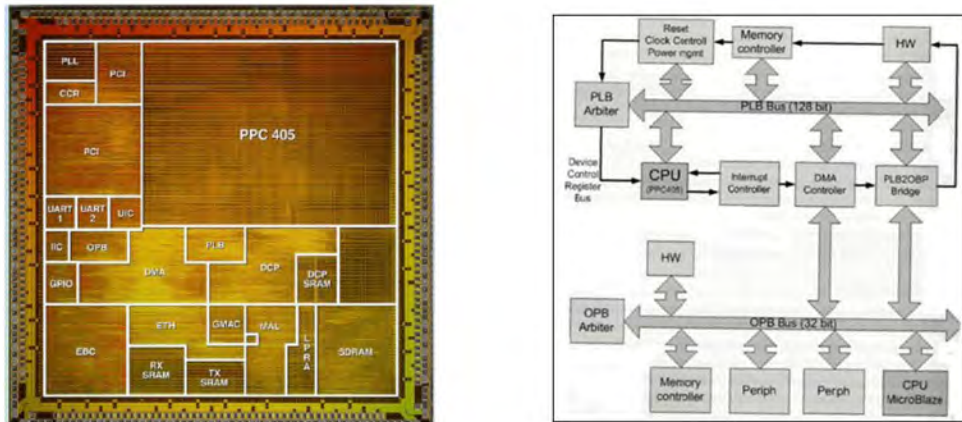 PLL
PCI
CCR
PPC 405
PCI
UART
1
UART
2
UIC
IIC
OPB
PLB
DMA
DCP
GPIO
DCP
SRAM
ETH
GMAC
MAL
EBC
L
P
R
A
SDRAM
RX
SRAM
TX
SRAM
Reset
Clock Controll
Power mgmt
Memory
controller
HW
PLB
Arbiter
PLB Bus (128 bit)
Device
Control
Register
Bus
CPU
(PPC405)
Interrupt
Controller
DMA
Controler
PLB2OBP
Bridge
HW
OPB
Arbiter
OPB Bus (32 bit)
Memory
controller
Periph
Perph
CPU
MicroBlaze